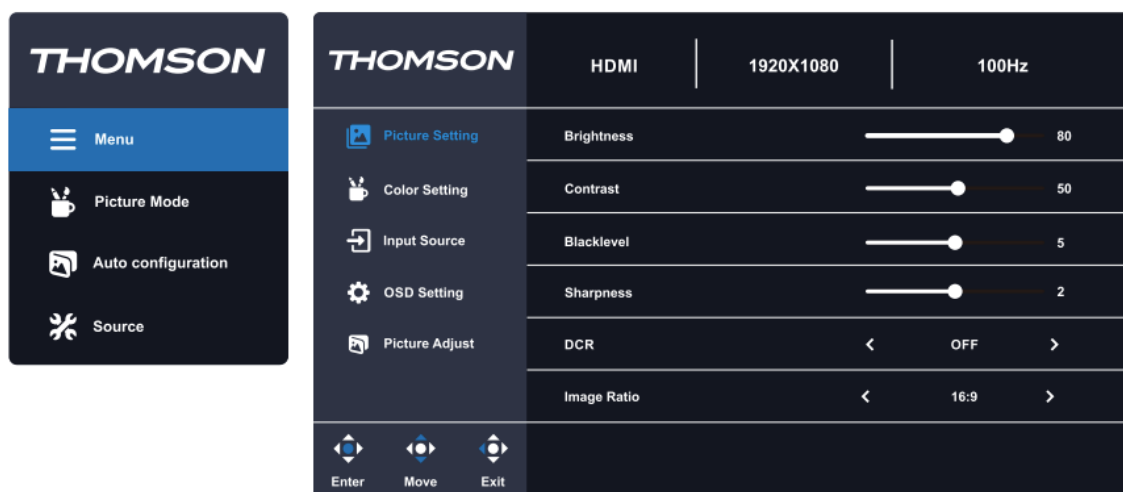 THOMSON
Menu
Picture Mode
Auto configuration
Source
THOMSON
HDMI
1920X1080
100Hz
Picture Setting
Color Setting
Input Source
OSD Setting
Picture Adjust
Brightness 80
Contrast 50
Blacklevel 5
Sharpness 2
DCR < OFF >
Image Ratio < 16:9 >
Enter Move Exit